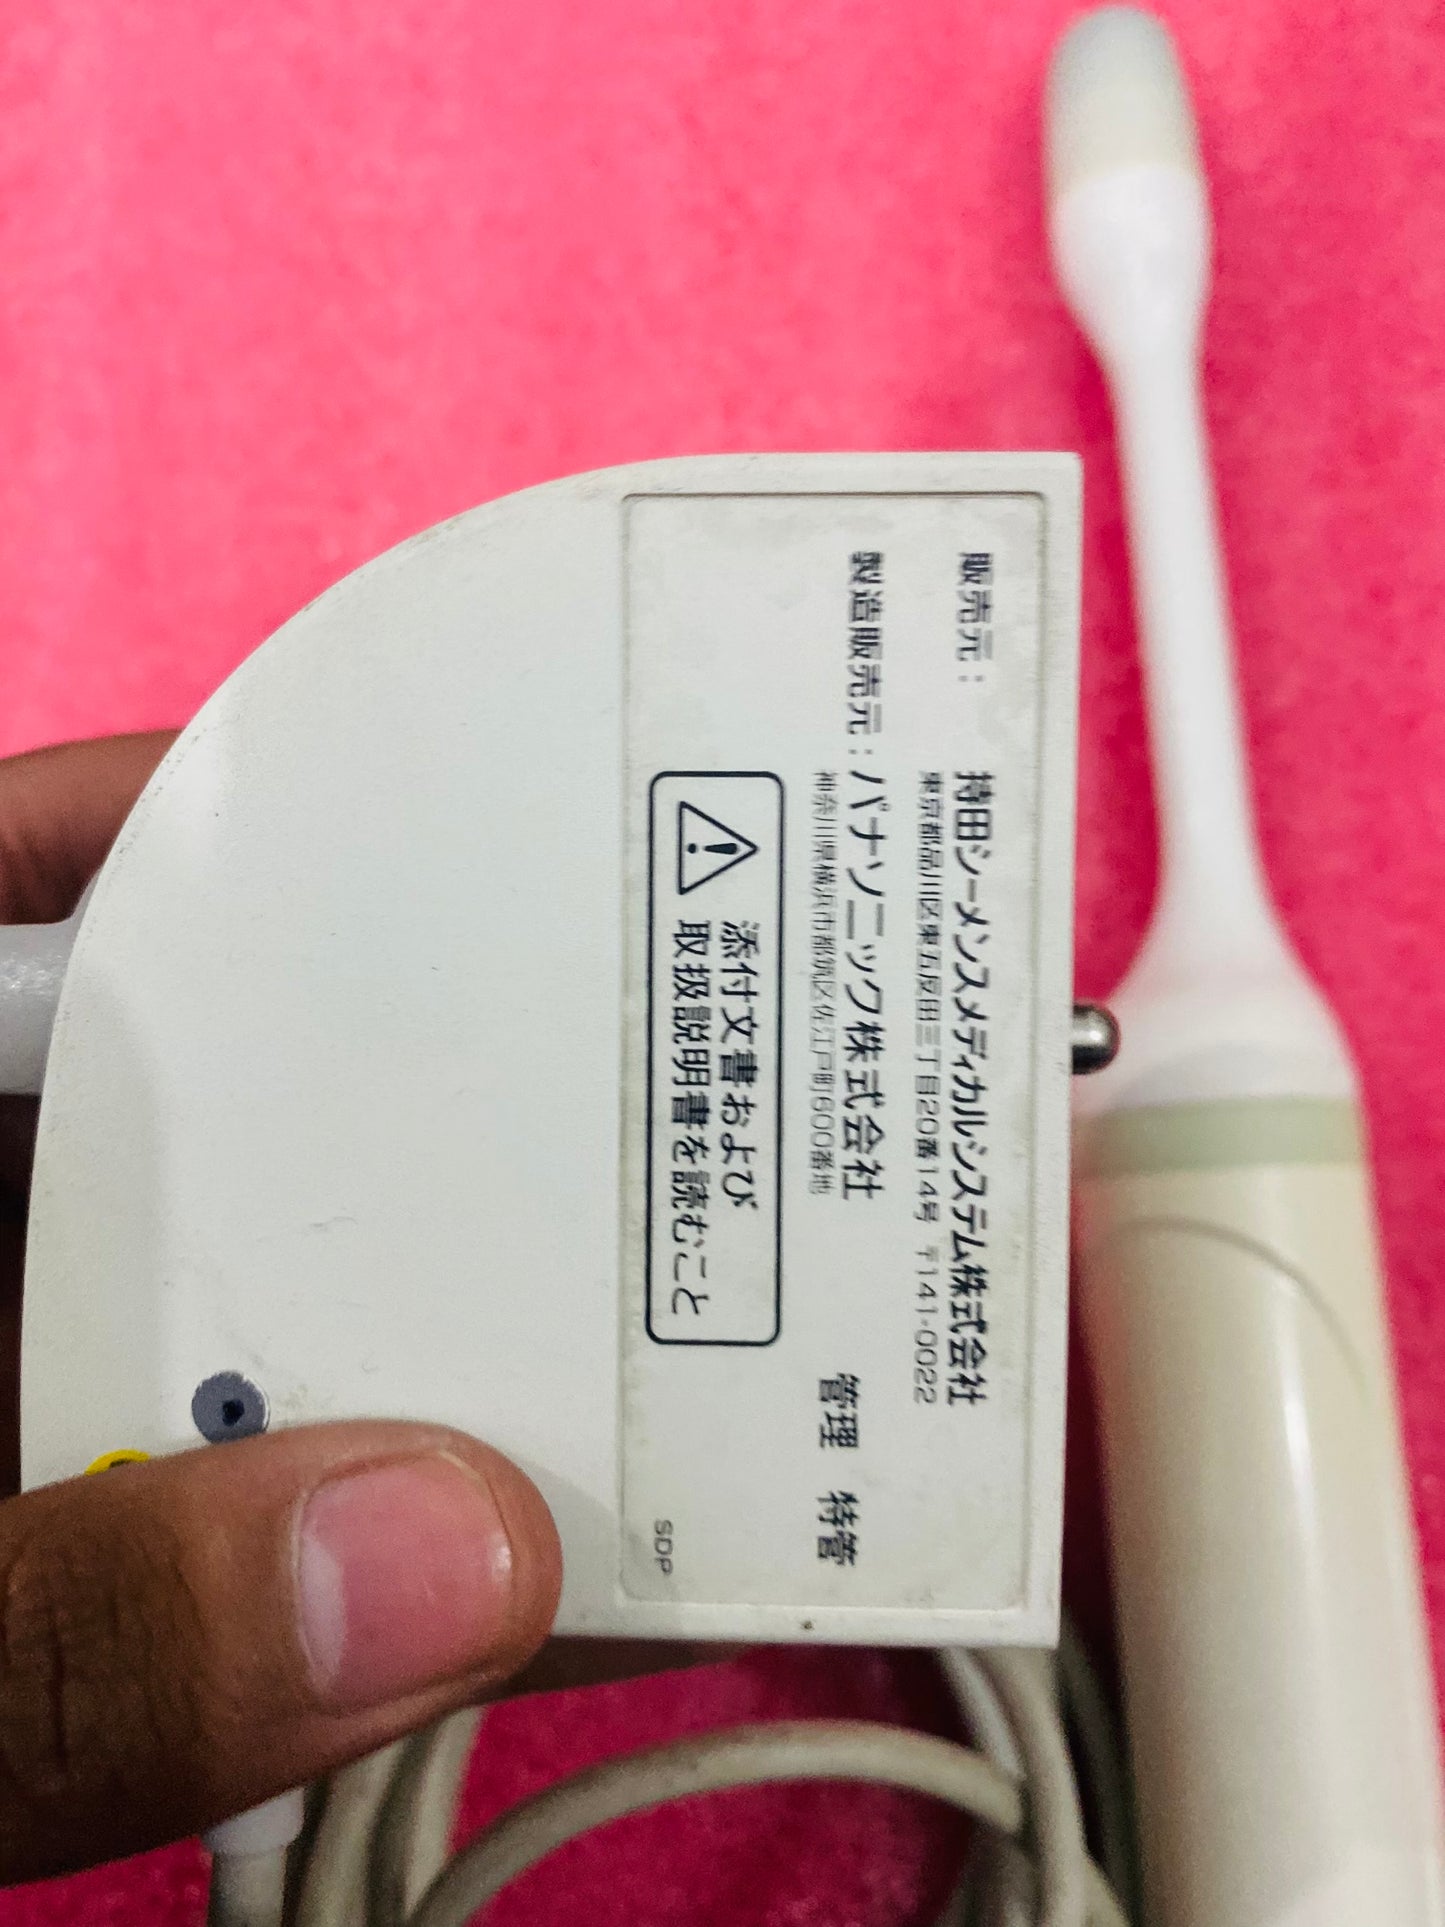 販売元： 持田シーメンスメディカルシステム株式会社
東京都品川区東五反田三丁目20番14号 〒141-0022
製造販売元：パナソニック株式会社
神奈川県横浜市都筑区佐江戸町600番地
管理 特管
添付文書および
取扱説明書を読むこと
SDP